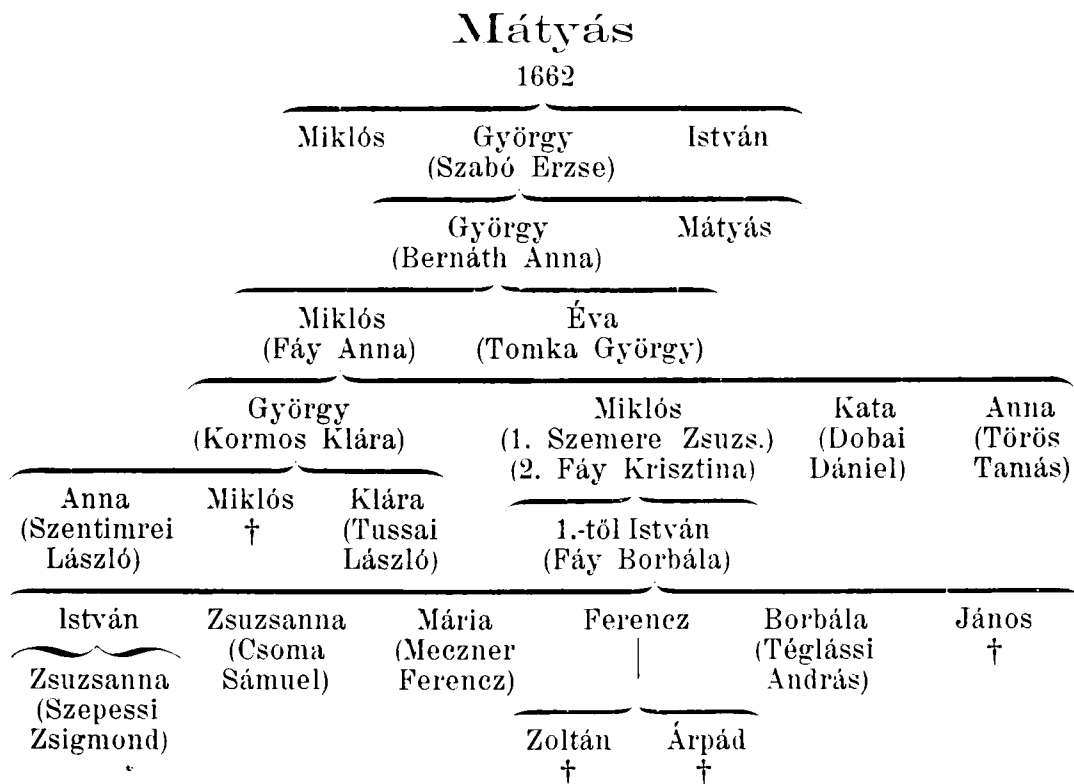 Mátyás
1662
Miklós György István
(Szabó Erzse)
György Mátyás
(Bernáth Anna)
Miklós Éva
(Fáy Anna) (Tomka György)
György Miklós Kata Anna
(Kormos Klára) (1. Szemere Zsuzs.) (Dobai (Törös
(2. Fáy Krisztina) Dániel) Tamás)
Anna Miklós Klára
(Szentimrei † (Tussai 1.-től István
László) László) (Fáy Borbála)
István Zsuzsanna Mária Ferencz Borbála János
(Csoma (Meczner (Téglássi †
Zsuzsanna Sámuel) Ferencz) András)
(Szepessi
Zsigmond) Zoltán Árpád
† †